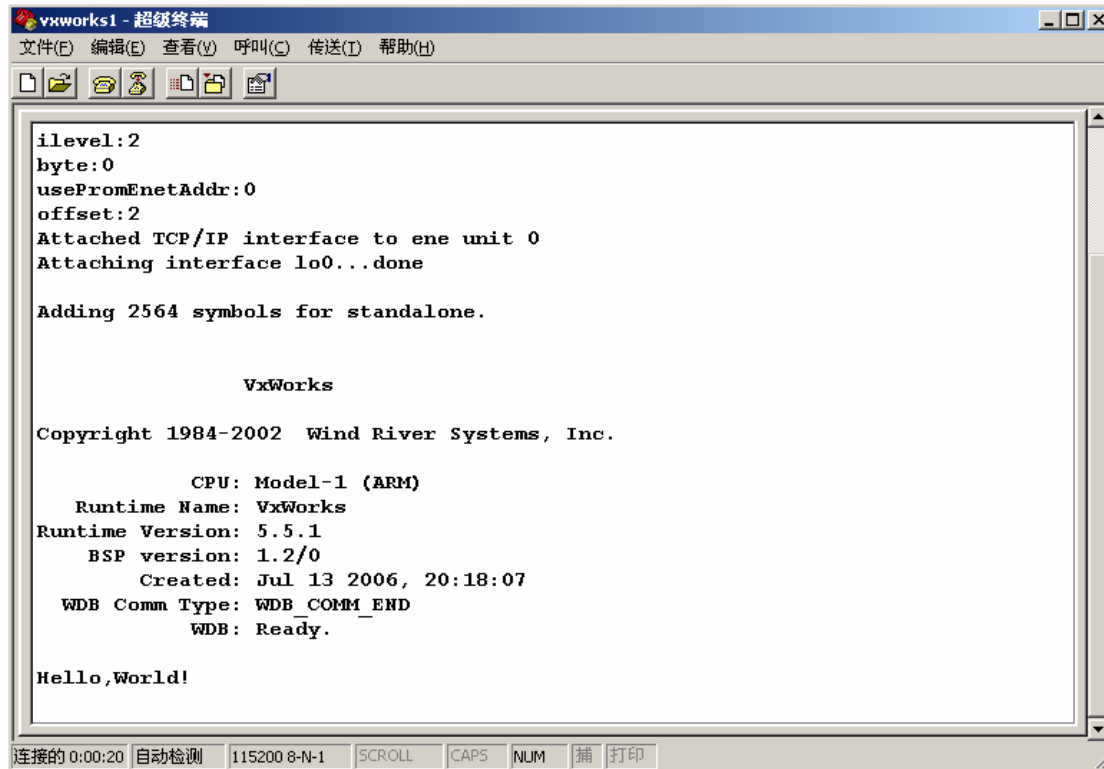 vxworks1 - 超级终端
文件(F) 编辑(E) 查看(V) 呼叫(C) 传送(T) 帮助(H)
ilevel:2
byte:0
usePromEnetAddr:0
offset:2
Attached TCP/IP interface to ene unit 0
Attaching interface lo0...done
Adding 2564 symbols for standalone.
VxWorks
Copyright 1984-2002  Wind River Systems, Inc.
CPU: Model-1 (ARM)
Runtime Name: VxWorks
Runtime Version: 5.5.1
BSP version: 1.2/0
Created: Jul 13 2006, 20:18:07
WDB Comm Type: WDB_COMM_END
WDB: Ready.
Hello,World!
连接的 0:00:20 自动检测 115200 8-N-1 SCROLL CAPS NUM 捕 打印